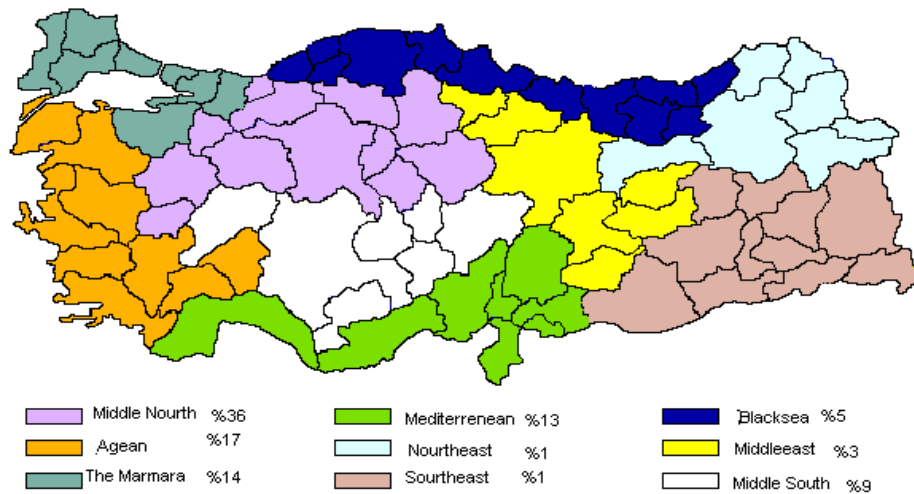 Middle Nourth %36
Mediterrenean %13
Blacksea %5
Agean %17
Nourtheast %1
Middleeast %3
The Marmara %14
Sourtheast %1
Middle South %9